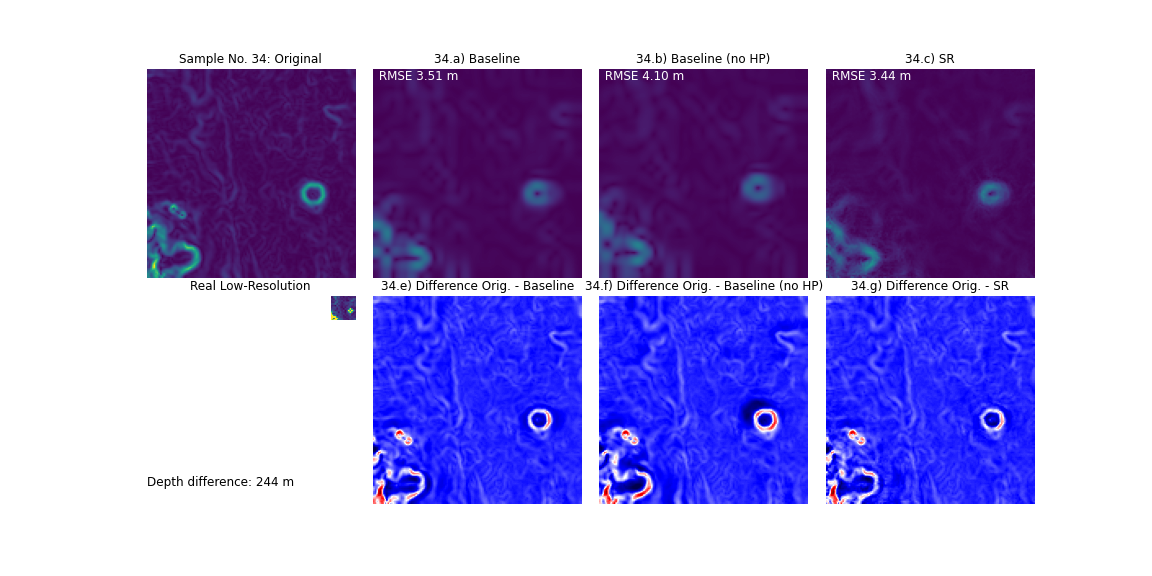 Sample No. 34: Original
34.a) Baseline
34.b) Baseline (no HP)
34.c) SR
RMSE 3.51 m
RMSE 4.10 m
RMSE 3.44 m
Real Low-Resolution
34.e) Difference Orig. - Baseline
34.f) Difference Orig. - Baseline (no HP)
34.g) Difference Orig. - SR
Depth difference: 244 m